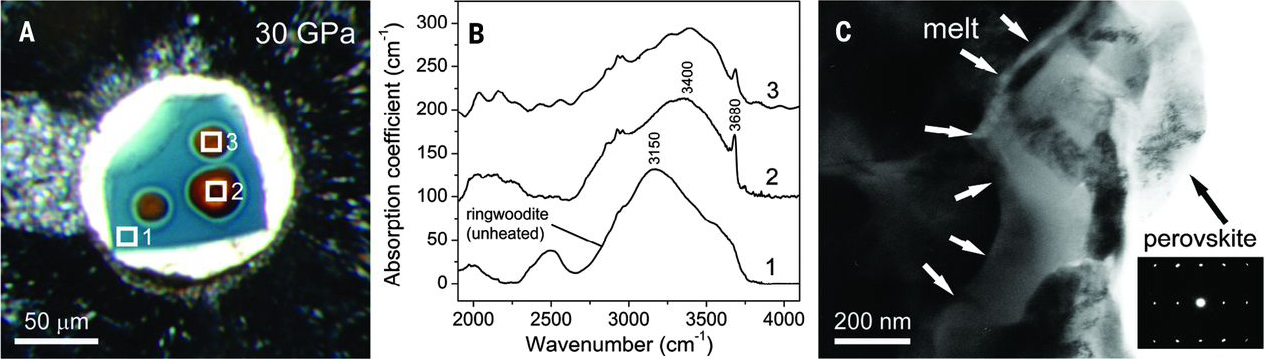 A
30 GPa
3
2
1
50 μm
B
Absorption coefficient (cm⁻¹)
300
250
200
150
100
50
0
3
3400
3680
2
3150
ringwoodite
(unheated)
1
2000 2500 3000 3500 4000
Wavenumber (cm⁻¹)
C
melt
perovskite
200 nm